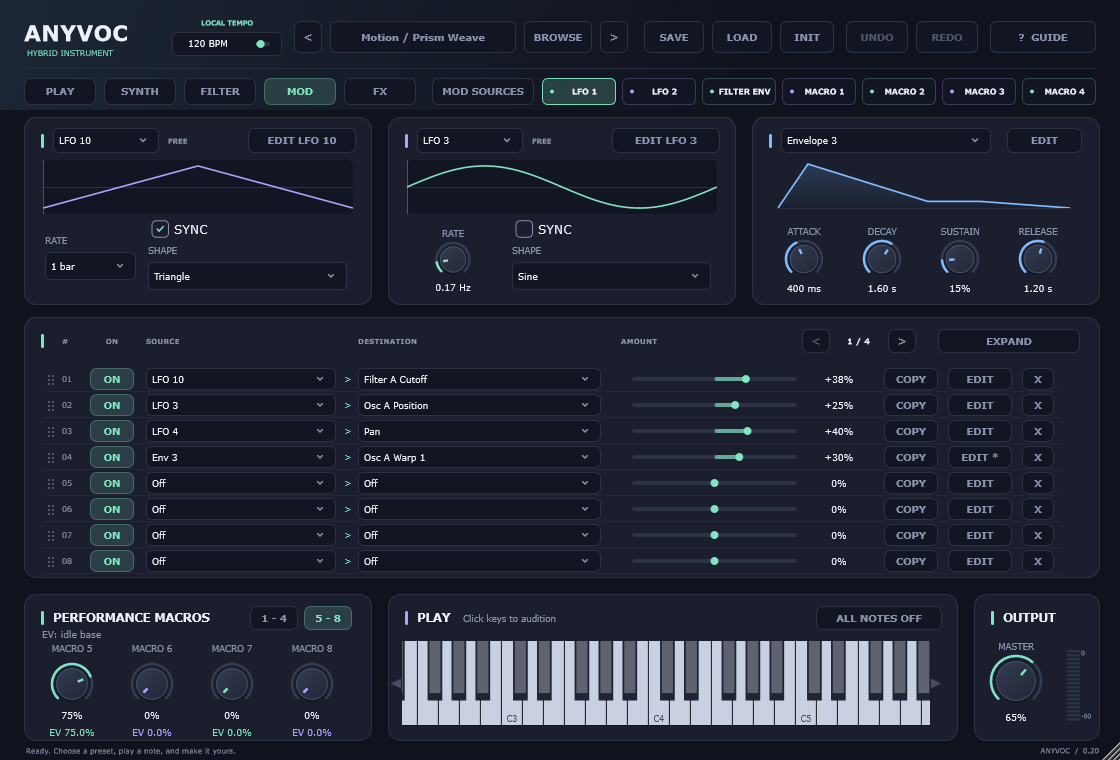 ANYVOC
HYBRID INSTRUMENT
LOCAL TEMPO
120 BPM
<
Motion / Prism Weave
BROWSE
>
SAVE
LOAD
INIT
UNDO
REDO
? GUIDE
PLAY
SYNTH
FILTER
MOD
FX
MOD SOURCES
LFO 1
LFO 2
FILTER ENV
MACRO 1
MACRO 2
MACRO 3
MACRO 4
LFO 10
FREE
EDIT LFO 10
SYNC
RATE
1 bar
SHAPE
Triangle
LFO 3
FREE
EDIT LFO 3
RATE
0.17 Hz
SYNC
SHAPE
Sine
Envelope 3
EDIT
ATTACK DECAY SUSTAIN RELEASE
400 ms 1.60 s 15% 1.20 s
# ON SOURCE DESTINATION AMOUNT < 1 / 4 > EXPAND
01 ON LFO 10 > Filter A Cutoff +38% COPY EDIT X
02 ON LFO 3 > Osc A Position +25% COPY EDIT X
03 ON LFO 4 > Pan +40% COPY EDIT X
04 ON Env 3 > Osc A Warp 1 +30% COPY EDIT * X
05 ON Off > Off 0% COPY EDIT X
06 ON Off > Off 0% COPY EDIT X
07 ON Off > Off 0% COPY EDIT X
08 ON Off > Off 0% COPY EDIT X
PERFORMANCE MACROS 1 - 4 5 - 8
EV: idle base
MACRO 5 MACRO 6 MACRO 7 MACRO 8
75% 0% 0% 0%
EV 75.0% EV 0.0% EV 0.0% EV 0.0%
PLAY Click keys to audition ALL NOTES OFF
C3 C4 C5
OUTPUT
MASTER
65%
0
-60
Ready. Choose a preset, play a note, and make it yours.
ANYVOC / 0.20